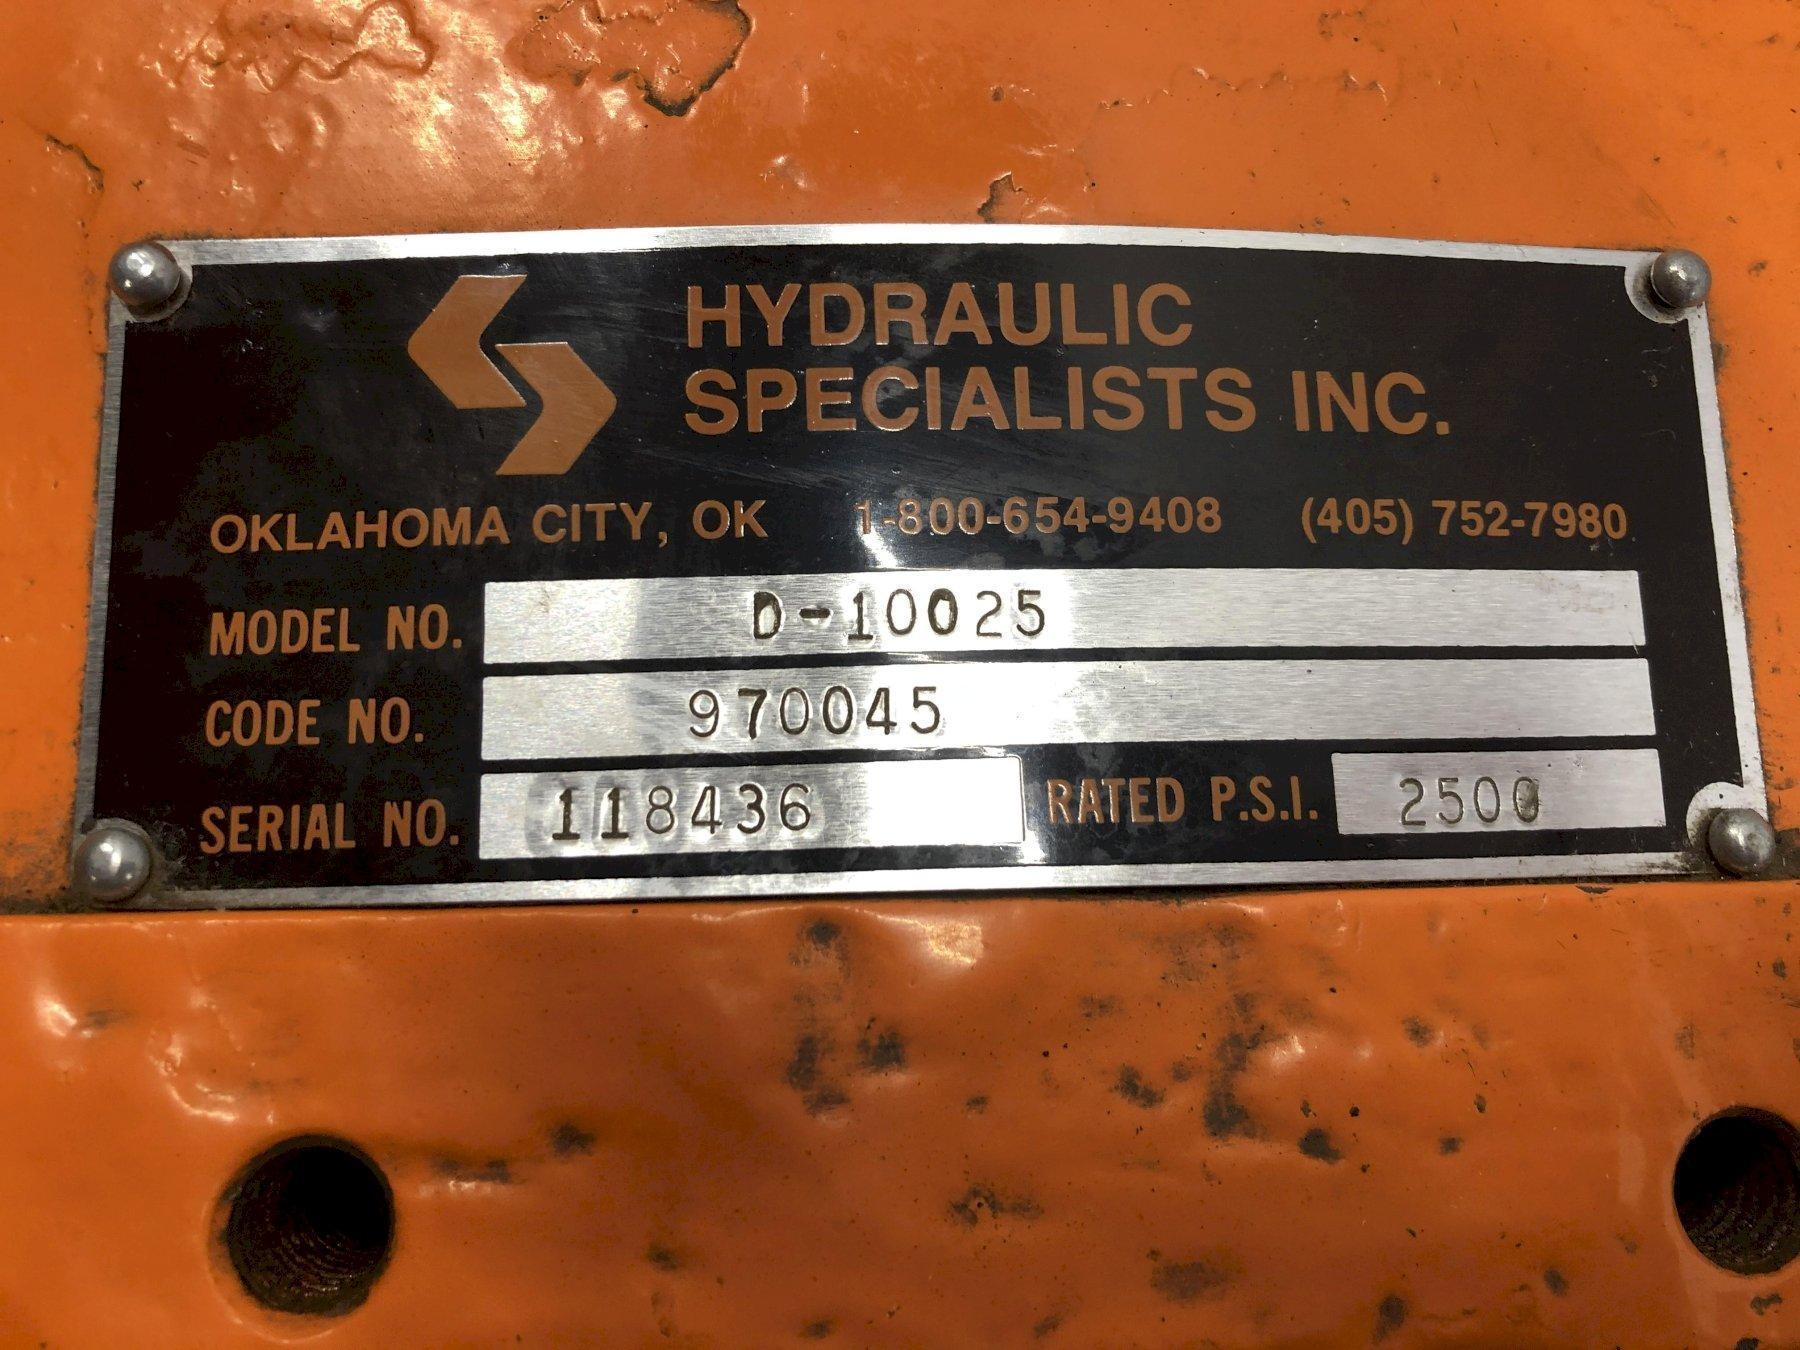 HYDRAULIC
SPECIALISTS INC.
OKLAHOMA CITY, OK 1-800-654-9408 (405) 752-7980
MODEL NO. D-10025
CODE NO. 970045
SERIAL NO. 118436 RATED P.S.I. 2500